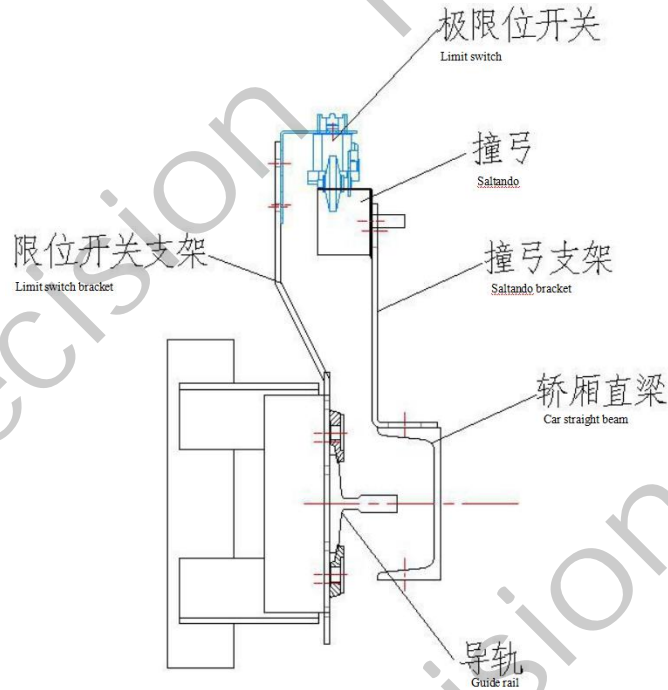 极限位开关
Limit switch
撞弓
Saltando
限位开关支架
Limit switch bracket
撞弓支架
Saltando bracket
轿厢直梁
Car straight beam
导轨
Guide rail